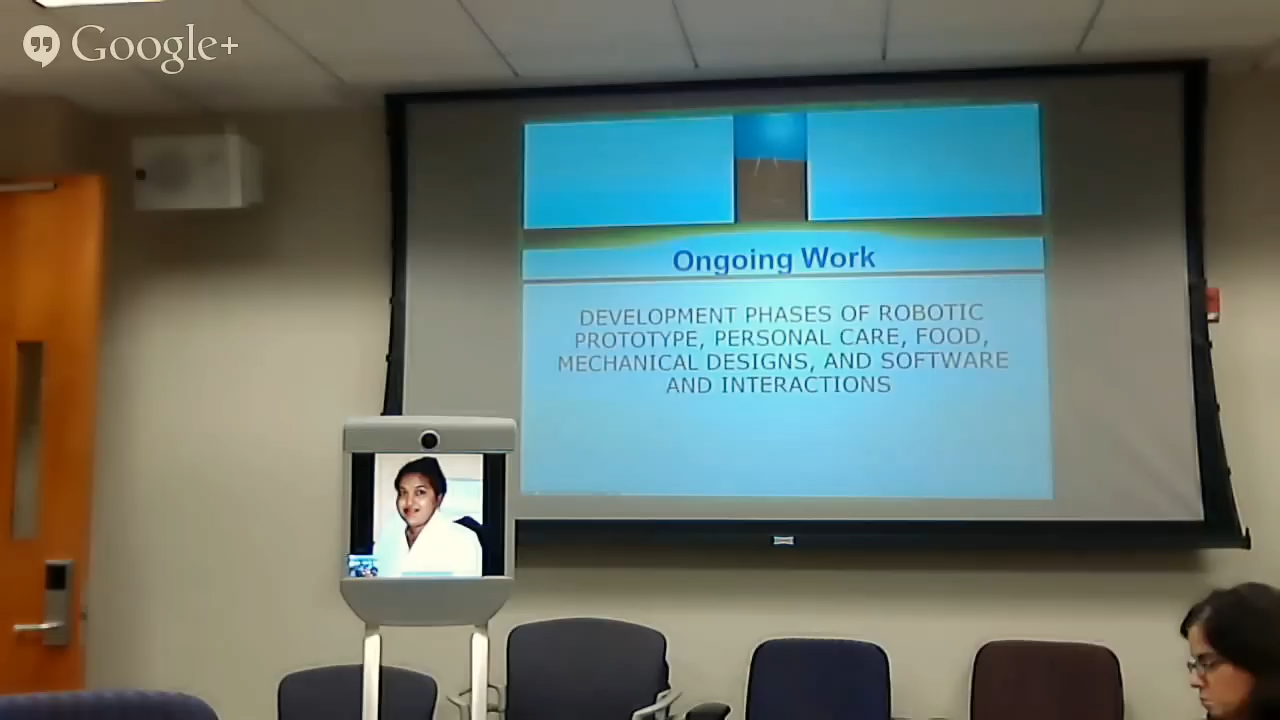 Google+
Ongoing Work
DEVELOPMENT PHASES OF ROBOTIC
PROTOTYPE, PERSONAL CARE, FOOD,
MECHANICAL DESIGNS, AND SOFTWARE
AND INTERACTIONS